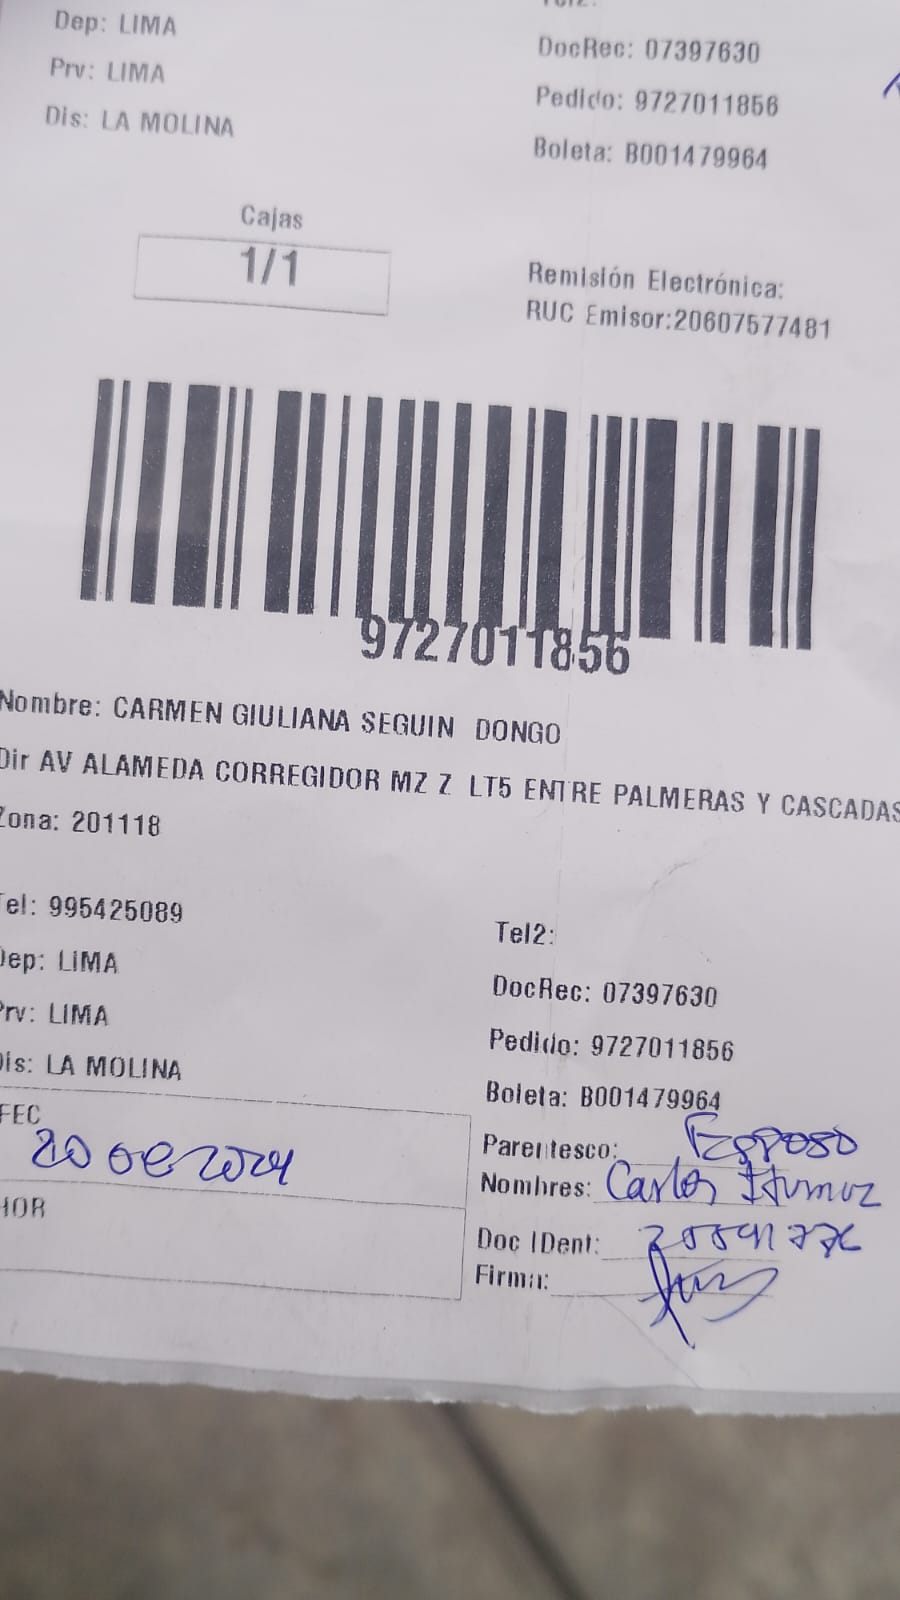 Dep: LIMA
Prv: LIMA
Dis: LA MOLINA
DocRec: 07397630
Pedido: 9727011856
Boleta: B001479964
Cajas
1/1
Remisión Electrónica:
RUC Emisor:20607577481
9727011856
Nombre: CARMEN GIULIANA SEGUIN DONGO
Dir AV ALAMEDA CORREGIDOR MZ Z LT5 ENTRE PALMERAS Y CASCADAS
Zona: 201118
Tel: 995425089
Tel2:
Dep: LIMA
DocRec: 07397630
Prv: LIMA
Pedido: 9727011856
Dis: LA MOLINA
Boleta: B001479964
FEC
20 2024
HOR
Parentesco: Esposo
Nombres: Carlos
Doc IDent:
Firma: